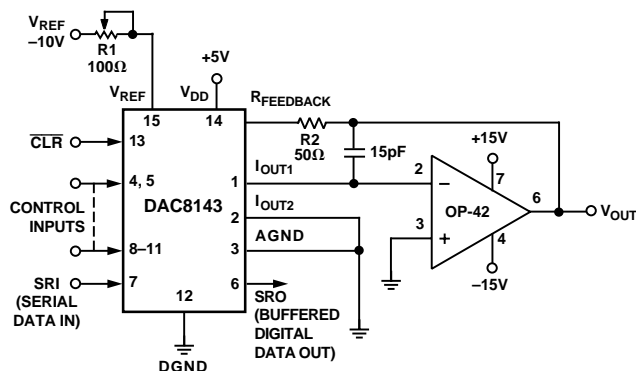 VREF
–10V
R1
100Ω
+5V
VREF
VDD
RFEEDBACK
15
14
R2
50Ω
15pF
CLR
13
+15V
4, 5
1
IOUT1
2
7
DAC8143
6
VOUT
CONTROL
INPUTS
IOUT2
2
OP-42
3
AGND
3
4
8–11
–15V
SRI
(SERIAL
DATA IN)
7
6
SRO
(BUFFERED
DIGITAL
DATA OUT)
12
DGND
–
+